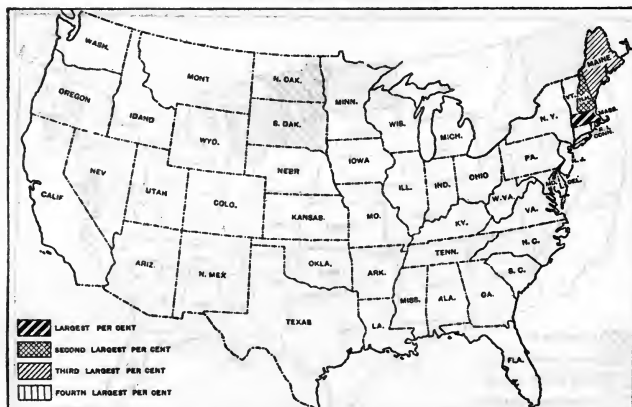 WASH.
MAINE
MONT
N. DAK.
MINN.
VT.
OREGON
MASS.
IDAHO
S. DAK.
WIS.
MICH.
N.Y.
R.I.
CONN.
WYO.
IOWA
PA.
N.J.
NEBR
NEV
OHIO
IND.
ILL.
DEL.
UTAH
COLO.
W.VA.
CALIF
KANSAS.
MO.
VA.
KY.
N.C.
TENN.
OKLA.
ARK.
ARIZ.
N. MEX
S.C.
MISS.
ALA.
GA.
TEXAS
LA.
FLA.
LARGEST PER CENT
SECOND LARGEST PER CENT
THIRD LARGEST PER CENT
FOURTH LARGEST PER CENT